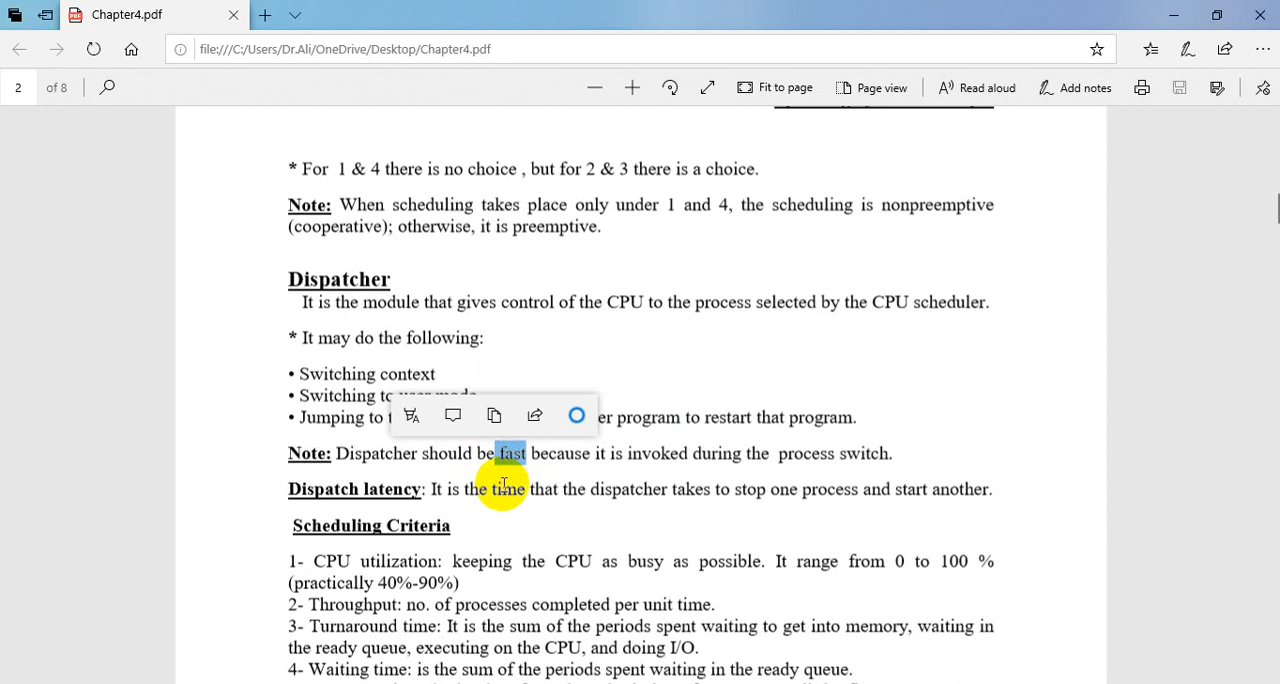 Chapter4.pdf
file:///C:/Users/Dr.Ali/OneDrive/Desktop/Chapter4.pdf
2 of 8 Fit to page Page view Read aloud Add notes
* For 1 & 4 there is no choice , but for 2 & 3 there is a choice.
Note: When scheduling takes place only under 1 and 4, the scheduling is nonpreemptive
(cooperative); otherwise, it is preemptive.
Dispatcher
It is the module that gives control of the CPU to the process selected by the CPU scheduler.
* It may do the following:
• Switching context
• Switching to user mode
• Jumping to er program to restart that program.
Note: Dispatcher should be fast because it is invoked during the process switch.
Dispatch latency: It is the time that the dispatcher takes to stop one process and start another.
Scheduling Criteria
1- CPU utilization: keeping the CPU as busy as possible. It range from 0 to 100 %
(practically 40%-90%)
2- Throughput: no. of processes completed per unit time.
3- Turnaround time: It is the sum of the periods spent waiting to get into memory, waiting in
the ready queue, executing on the CPU, and doing I/O.
4- Waiting time: is the sum of the periods spent waiting in the ready queue.